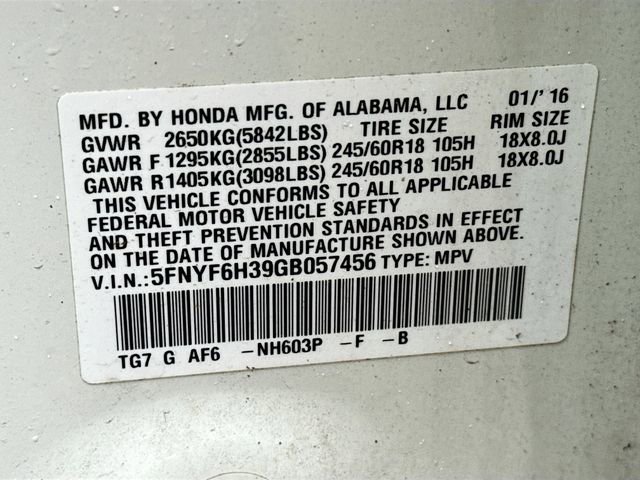 MFD. BY HONDA MFG. OF ALABAMA, LLC 01/'16
GVWR 2650KG(5842LBS) TIRE SIZE RIM SIZE
GAWR F1295KG(2855LBS) 245/60R18 105H 18X8.0J
GAWR R1405KG(3098LBS) 245/60R18 105H 18X8.0J
THIS VEHICLE CONFORMS TO ALL APPLICABLE
FEDERAL MOTOR VEHICLE SAFETY
AND THEFT PREVENTION STANDARDS IN EFFECT
ON THE DATE OF MANUFACTURE SHOWN ABOVE.
V.I.N.:5FNYF6H39GB057456 TYPE: MPV
TG7 G AF6 -NH603P -F -B